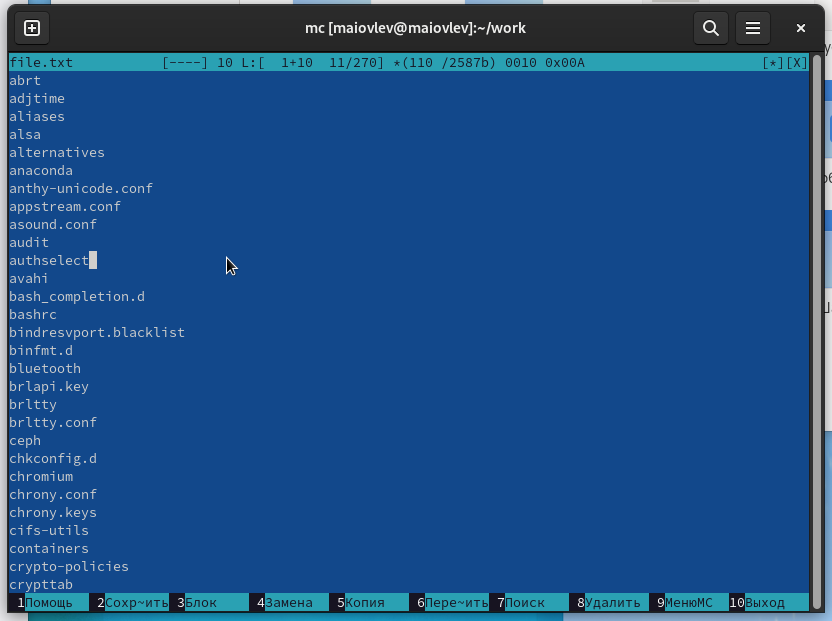 mc [maiovlev@maiovlev]:~/work
file.txt [----] 10 L:[ 1+10 11/270] *(110 /2587b) 0010 0x00A [*][X]
abrt
adjtime
aliases
alsa
alternatives
anaconda
anthy-unicode.conf
appstream.conf
asound.conf
audit
authselect
avahi
bash_completion.d
bashrc
bindresvport.blacklist
binfmt.d
bluetooth
brlapi.key
brltty
brltty.conf
ceph
chkconfig.d
chromium
chrony.conf
chrony.keys
cifs-utils
containers
crypto-policies
crypttab
1Помощь 2Сохр~ить 3Блок 4Замена 5Копия 6Пере~ить 7Поиск 8Удалить 9МенюMC 10Выход